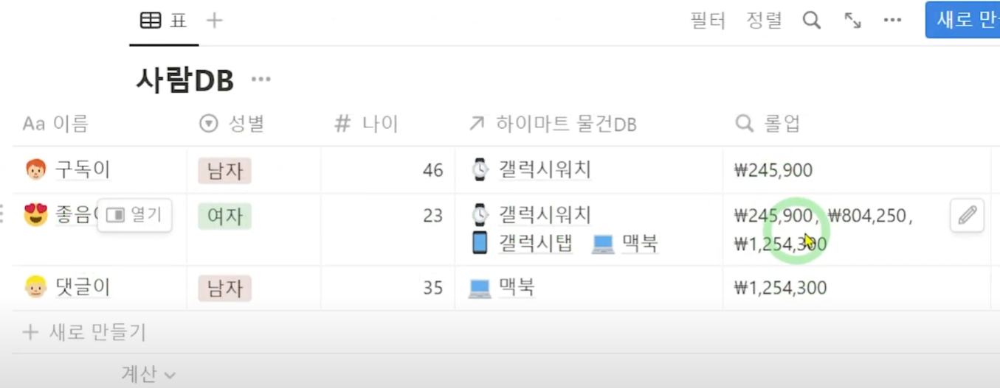 표
필터 정렬 새로 만
사람DB
Aa 이름 성별 # 나이 하이마트 물건DB 롤업
구독이 남자 46 갤럭시워치 ₩245,900
좋음 열기 여자 23 갤럭시워치 ₩245,900, ₩804,250,
갤럭시탭 맥북 ₩1,254,300
댓글이 남자 35 맥북 ₩1,254,300
+ 새로 만들기
계산